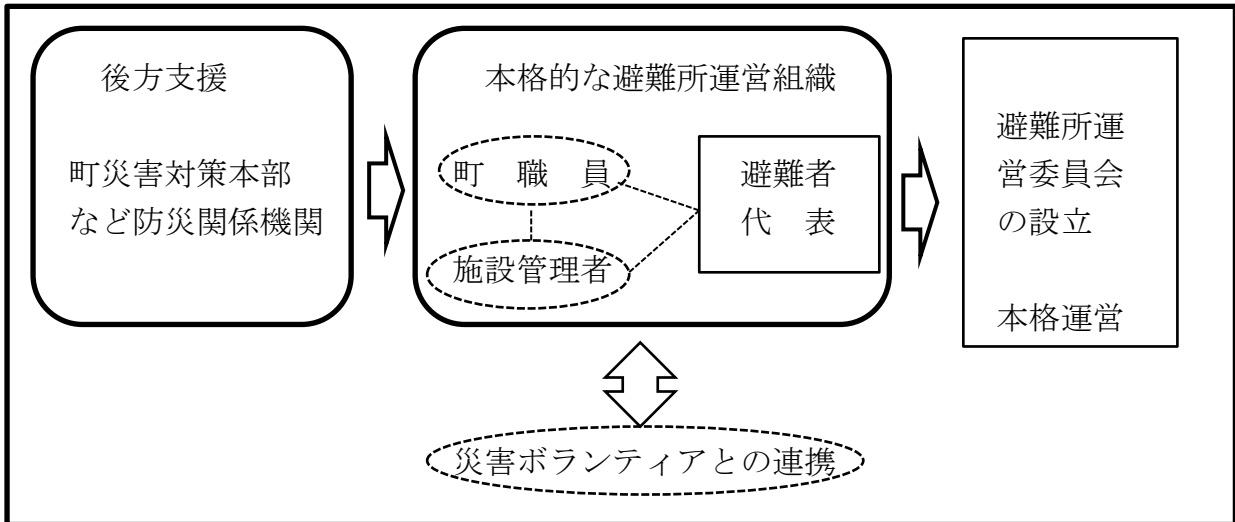 後方支援
町災害対策本部
など防災関係機関
本格的な避難所運営組織
町　職　員
施設管理者
避難者
代　表
避難所運
営委員会
の設立
本格運営
災害ボランティアとの連携